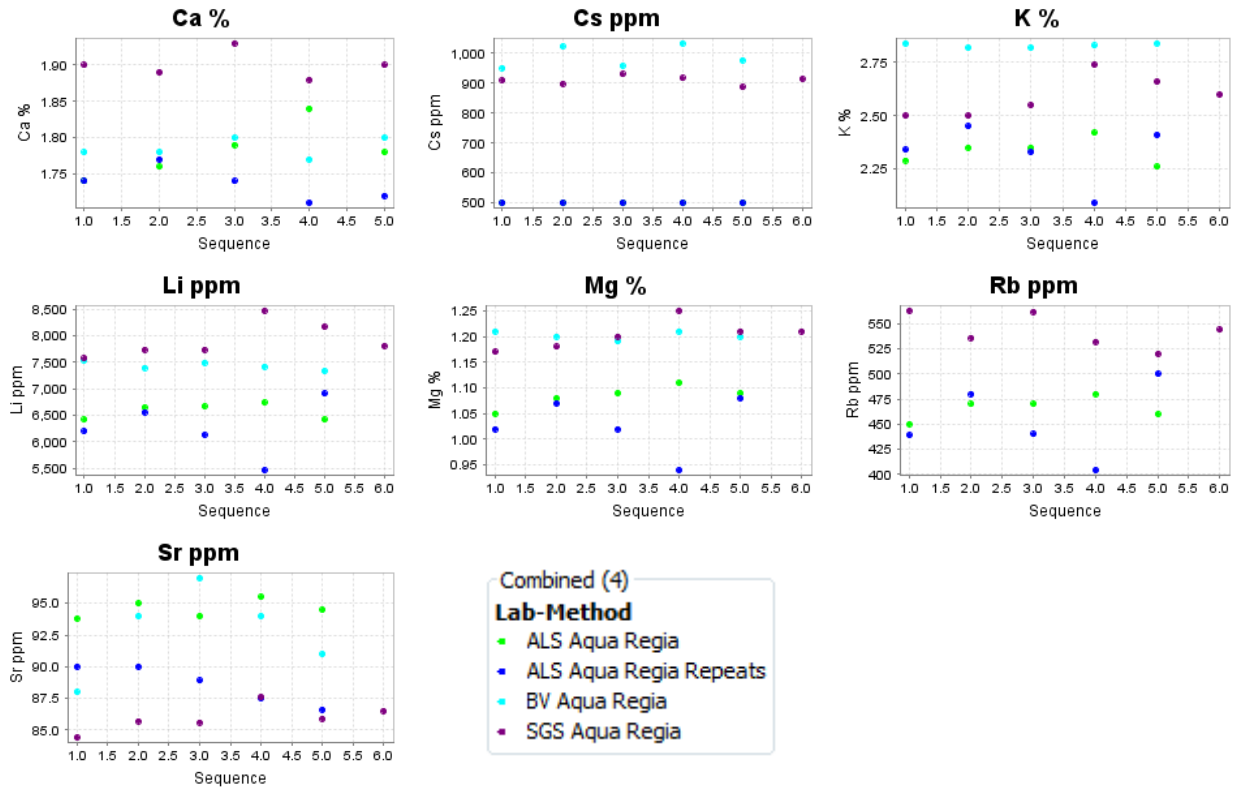 Ca %
Cs ppm
K %
1.90
1.85
1.80
1.75
Ca %
1.0 1.5 2.0 2.5 3.0 3.5 4.0 4.5 5.0
Sequence
1,000
900
800
700
600
500
Cs ppm
1.0 1.5 2.0 2.5 3.0 3.5 4.0 4.5 5.0 5.5 6.0
Sequence
2.75
2.50
2.25
K %
1.0 1.5 2.0 2.5 3.0 3.5 4.0 4.5 5.0 5.5 6.0
Sequence
Li ppm
Mg %
Rb ppm
8,500
8,000
7,500
7,000
6,500
6,000
5,500
Li ppm
1.0 1.5 2.0 2.5 3.0 3.5 4.0 4.5 5.0 5.5 6.0
Sequence
1.25
1.20
1.15
1.10
1.05
1.00
0.95
Mg %
1.0 1.5 2.0 2.5 3.0 3.5 4.0 4.5 5.0 5.5 6.0
Sequence
550
525
500
475
450
425
400
Rb ppm
1.0 1.5 2.0 2.5 3.0 3.5 4.0 4.5 5.0 5.5 6.0
Sequence
Sr ppm
95.0
92.5
90.0
87.5
85.0
Sr ppm
1.0 1.5 2.0 2.5 3.0 3.5 4.0 4.5 5.0 5.5 6.0
Sequence
Combined (4)
Lab-Method
ALS Aqua Regia
ALS Aqua Regia Repeats
BV Aqua Regia
SGS Aqua Regia